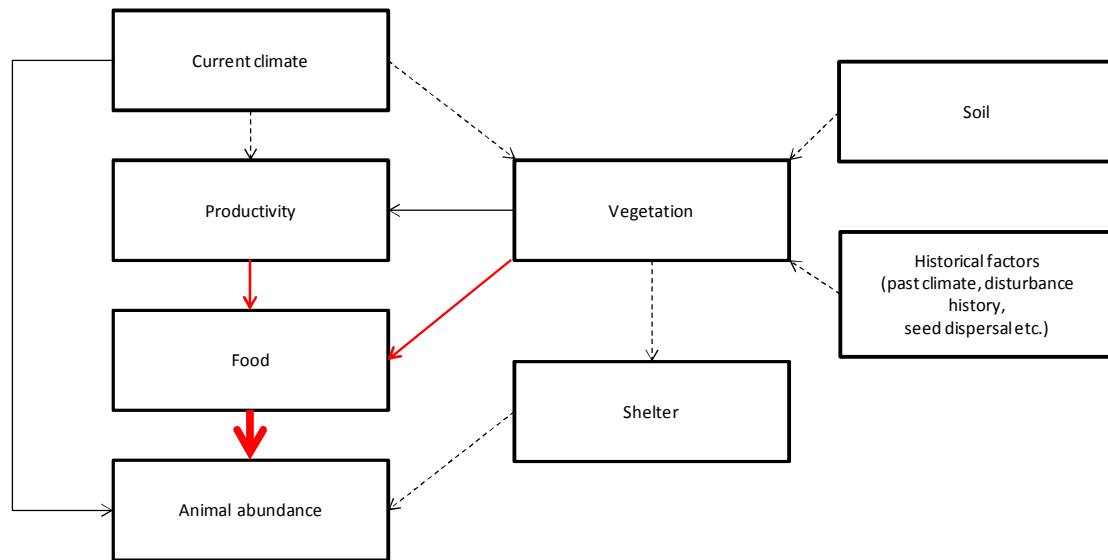 Current climate
Soil
Productivity
Vegetation
Historical factors
(past climate, disturbance
history,
seed dispersal etc.)
Food
Shelter
Animal abundance